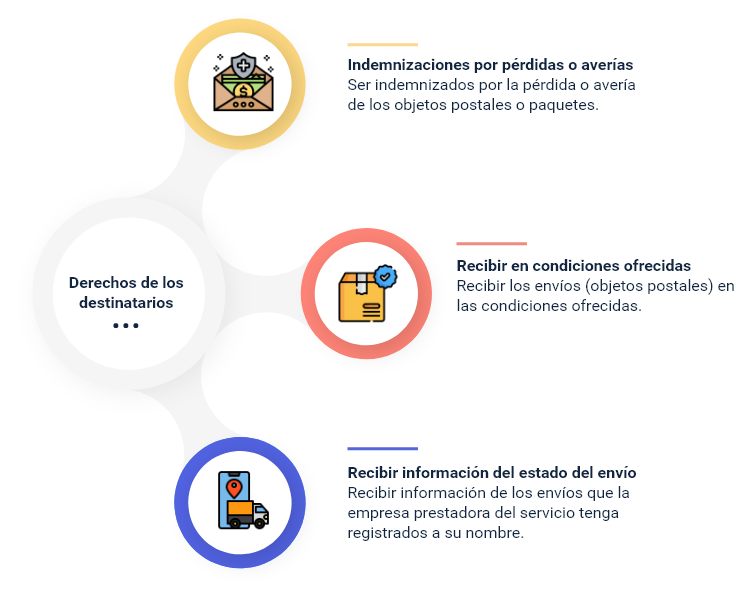 Indemnizaciones por pérdidas o averías
Ser indemnizados por la pérdida o avería
de los objetos postales o paquetes.
Derechos de los
destinatarios
Recibir en condiciones ofrecidas
Recibir los envíos (objetos postales) en
las condiciones ofrecidas.
Recibir información del estado del envío
Recibir información de los envíos que la
empresa prestadora del servicio tenga
registrados a su nombre.